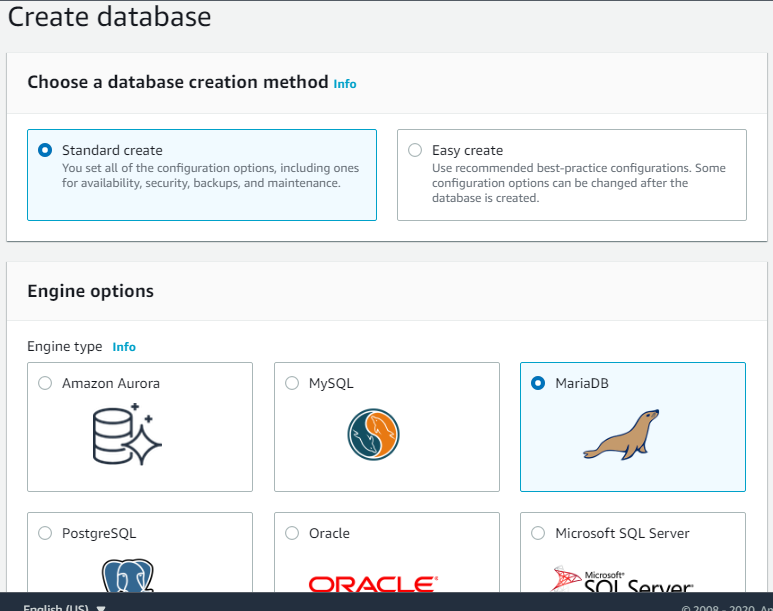 Create database
Choose a database creation method Info
Standard create
You set all of the configuration options, including ones
for availability, security, backups, and maintenance.
Easy create
Use recommended best-practice configurations. Some
configuration options can be changed after the
database is created.
Engine options
Engine type Info
Amazon Aurora
MySQL
MariaDB
PostgreSQL
Oracle
Microsoft SQL Server
ORACLE®
Microsoft®
SQL Server
English (US)
© 2008 - 2020,